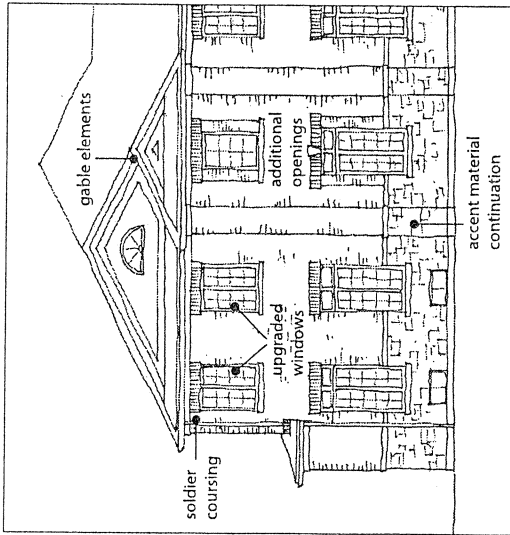 gable elements
soldier
coursing
upgraded
windows
additional
openings
accent material
continuation